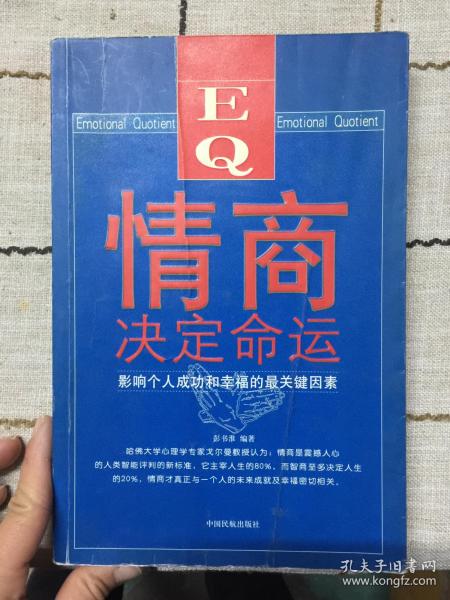 E
Q
Emotional Quotient
Emotional Quotient
情商
决定命运
影响个人成功和幸福的最关键因素
彭书淮 编著
哈佛大学心理学专家戈尔曼教授认为：情商是震撼人心
的人类智能评判的新标准，它主宰人生的80%，而智商至多决定人生
的20%，情商才真正与一个人的未来成就及幸福密切相关。
中国民航出版社
孔夫子旧书网
www.kongfz.com